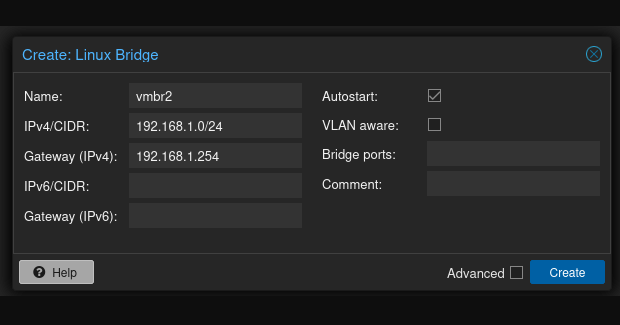 Create: Linux Bridge
Name: vmbr2
IPv4/CIDR: 192.168.1.0/24
Gateway (IPv4): 192.168.1.254
IPv6/CIDR:
Gateway (IPv6):
Autostart:
VLAN aware:
Bridge ports:
Comment:
? Help
Advanced
Create